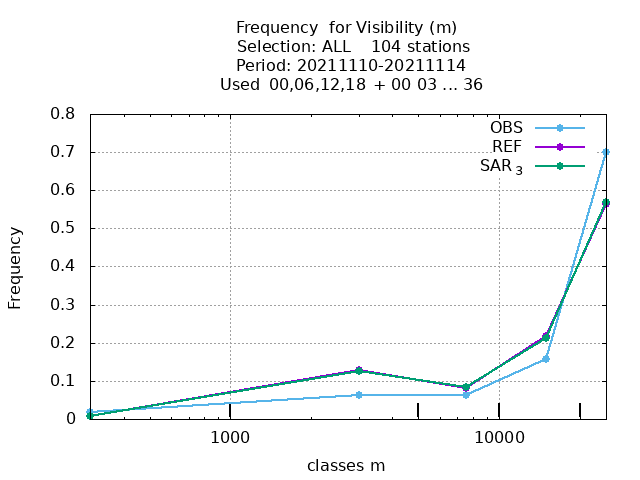 Frequency  for Visibility (m)
Selection: ALL    104 stations
Period: 20211110-20211114
Used  00,06,12,18  + 00 03 ... 36
OBS
REF
SAR 3
0.8
0.7
0.6
0.5
0.4
0.3
0.2
0.1
0
Frequency
1000
10000
classes m